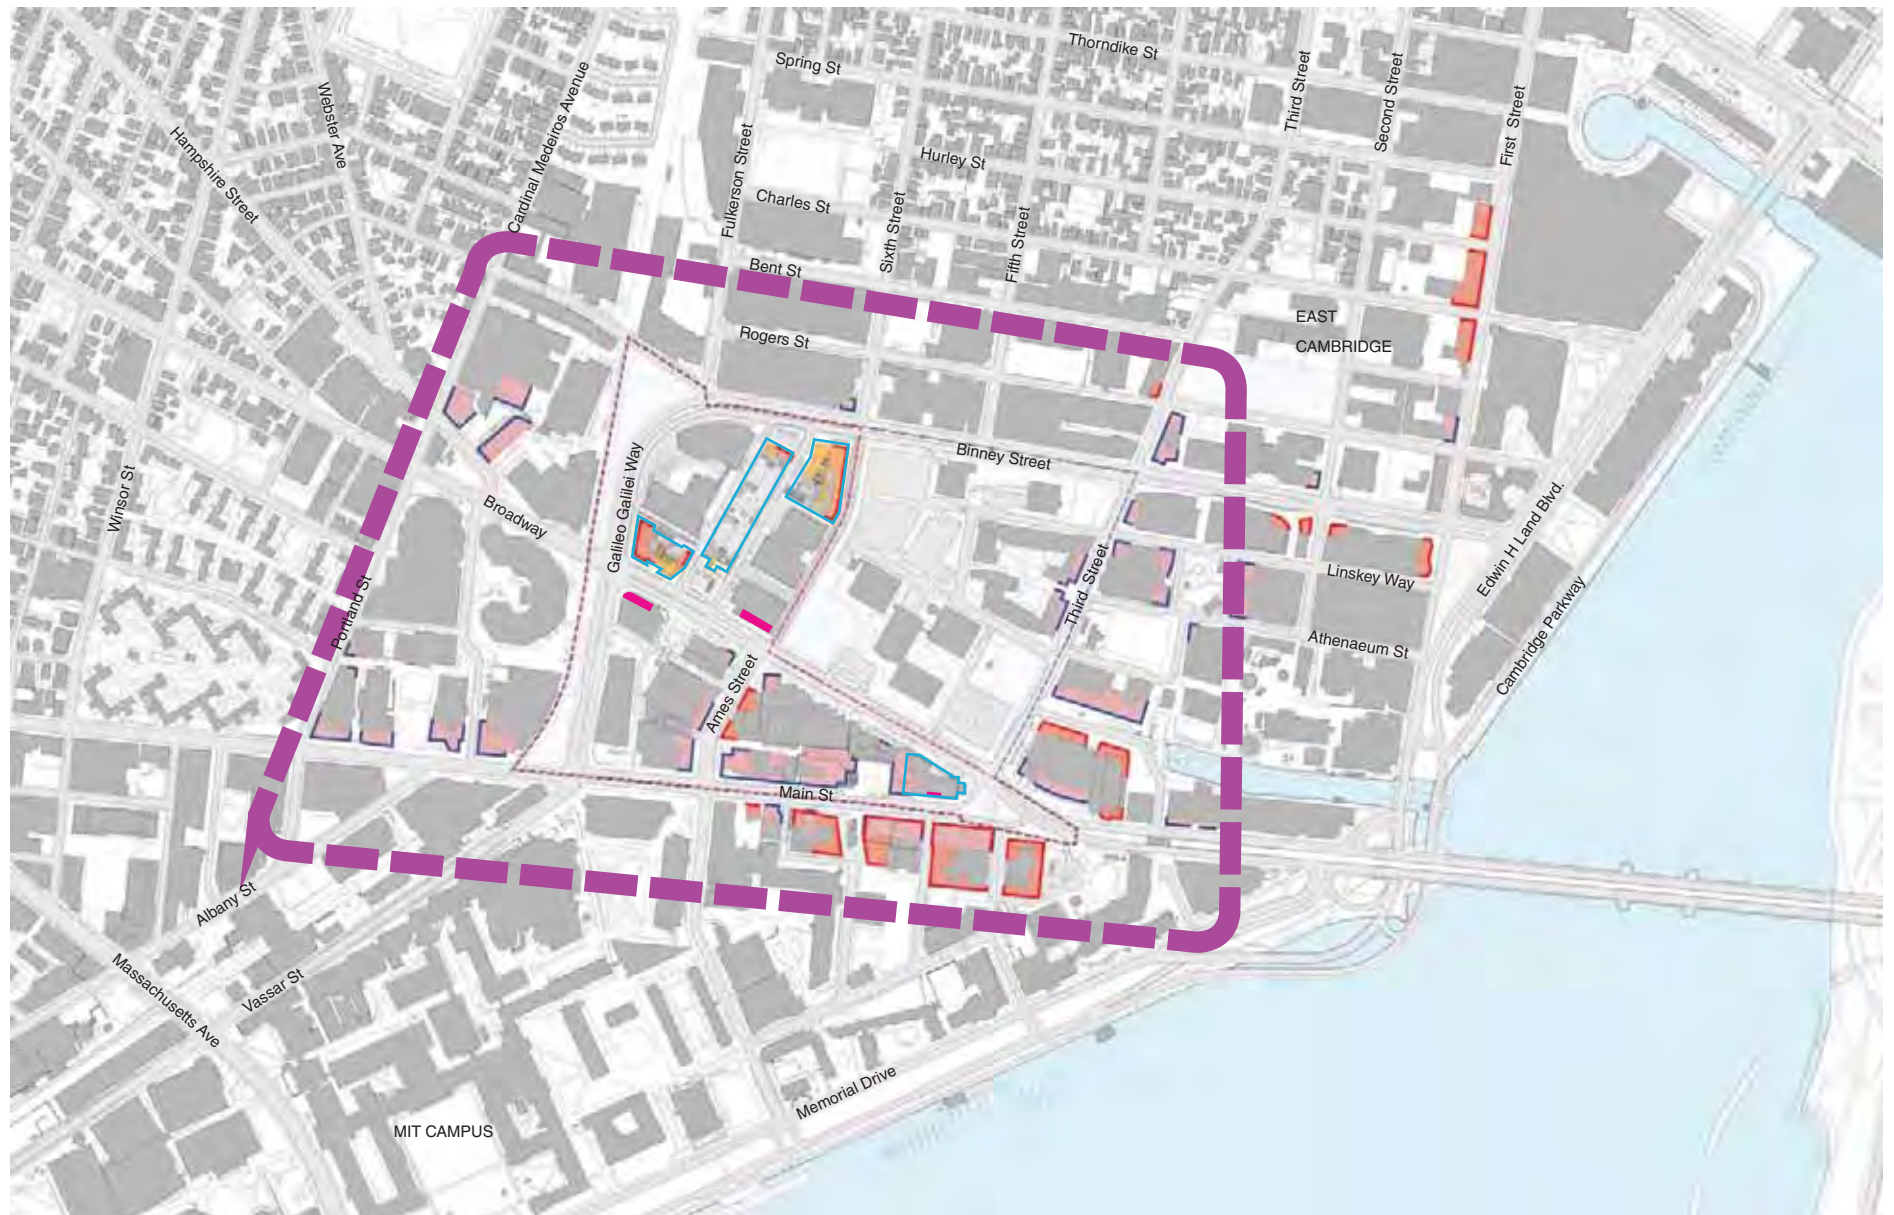 Thorndike St
Spring St
Third Street
Second Street
First Street
Webster Ave
Cardinal Medeiros Avenue
Hampshire Street
Fulkerson Street
Hurley St
Charles St
Sixth Street
Fifth Street
Bent St
EAST
CAMBRIDGE
Rogers St
Binney Street
Winsor St
Broadway
Galileo Galilei Way
Edwin H Land Blvd.
Linskey Way
Third Street
Portland St
Athenaeum St
Cambridge Parkway
Ames Street
Main St
Albany St
Massachusetts Ave
Vassar St
Memorial Drive
MIT CAMPUS